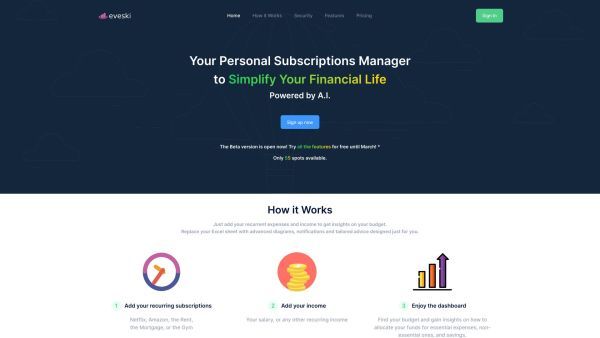 eveski
Home How it Works Security Features Pricing
Sign In
Your Personal Subscriptions Manager
to Simplify Your Financial Life
Powered by A.I.
Sign up now
The Beta version is open now! Try all the features for free until March! *
Only 55 spots available.
How it Works
Just add your recurrent expenses and income to get insights on your budget.
Replace your Excel sheet with advanced diagrams, notifications and tailored advice designed just for you.
1 Add your recurring subscriptions
Netflix, Amazon, the Rent,
the Mortgage, or the Gym
2 Add your income
Your salary, or any other recurring income
3 Enjoy the dashboard
Find your budget and gain insights on how to
allocate your funds for essential expenses, non-
essential ones, and savings.